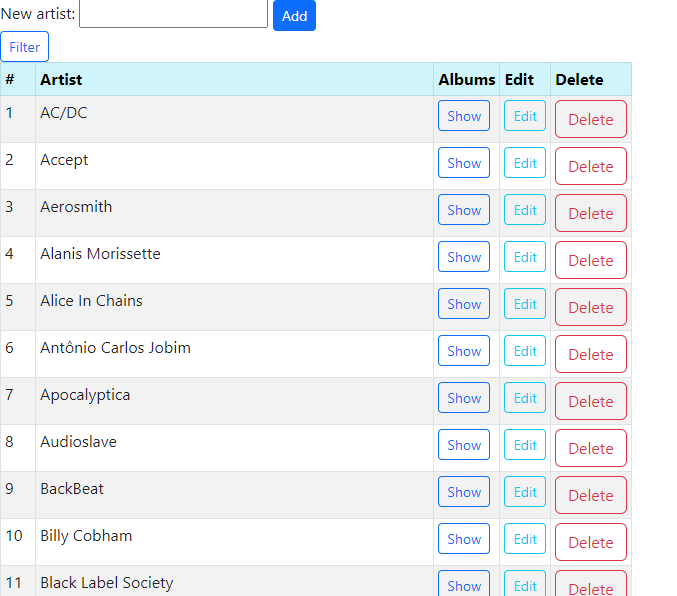 New artist: Add
Filter
# Artist Albums Edit Delete
1 AC/DC Show Edit Delete
2 Accept Show Edit Delete
3 Aerosmith Show Edit Delete
4 Alanis Morissette Show Edit Delete
5 Alice In Chains Show Edit Delete
6 Antônio Carlos Jobim Show Edit Delete
7 Apocalyptica Show Edit Delete
8 Audioslave Show Edit Delete
9 BackBeat Show Edit Delete
10 Billy Cobham Show Edit Delete
11 Black Label Society Show Edit Delete